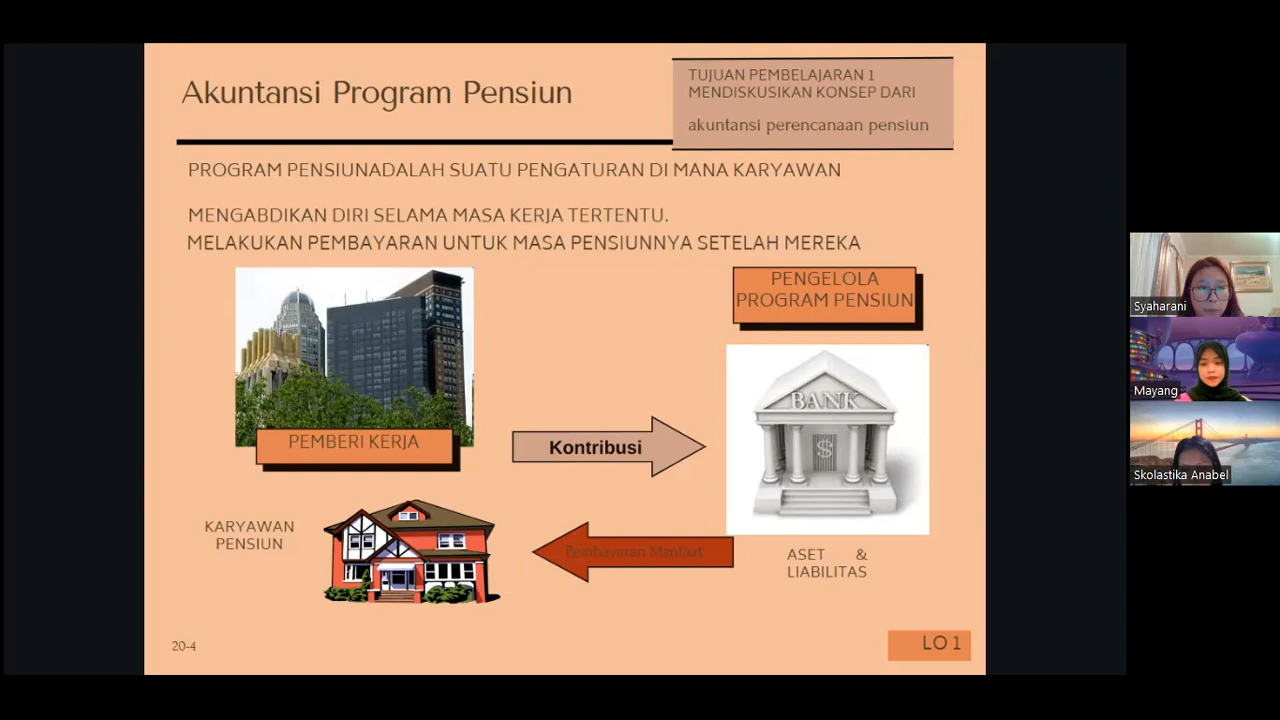 Akuntansi Program Pensiun
TUJUAN PEMBELAJARAN 1
MENDISKUSIKAN KONSEP DARI
akuntansi perencanaan pensiun
PROGRAM PENSIUNADALAH SUATU PENGATURAN DI MANA KARYAWAN
MENGABDIKAN DIRI SELAMA MASA KERJA TERTENTU.
MELAKUKAN PEMBAYARAN UNTUK MASA PENSIUNNYA SETELAH MEREKA
PENGELOLA
PROGRAM PENSIUN
BANK
$
PEMBERI KERJA
Kontribusi
KARYAWAN
PENSIUN
Pembayaran Manfaat
ASET &
LIABILITAS
20-4
LO 1
Syaharani
Mayang
Skolastika Anabel